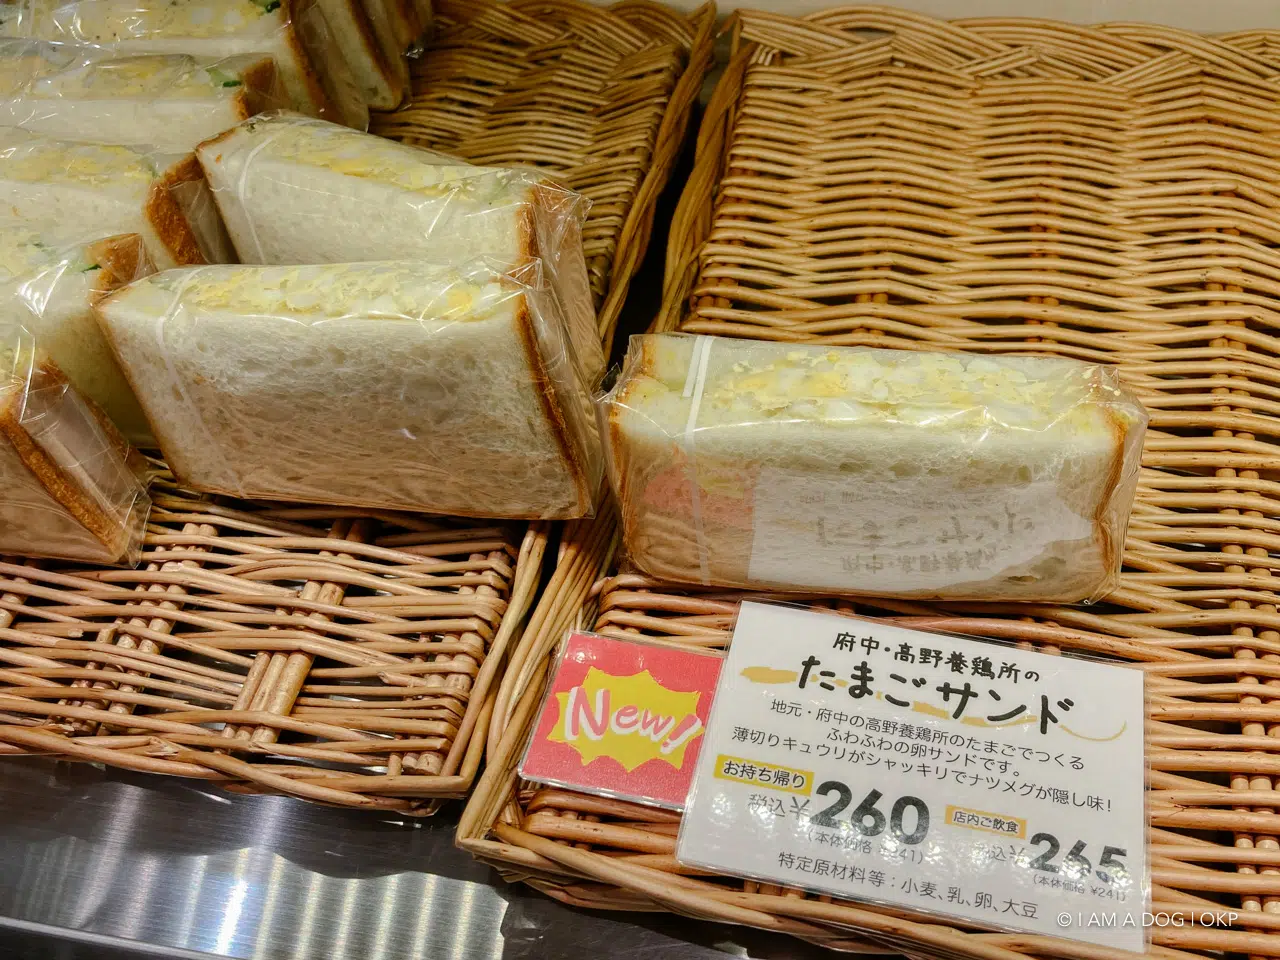 New!
府中・高野養鶏所の
たまごサンド
地元・府中の高野養鶏所のたまごでつくる
ふわふわの卵サンドです。
薄切りキュウリがシャッキリでナツメグが隠し味!
お持ち帰り
税込¥260
(本体価格 ¥241)
店内ご飲食
税込¥265
(本体価格 ¥241)
特定原材料等：小麦、乳、卵、大豆
© I AM A DOG | OKP